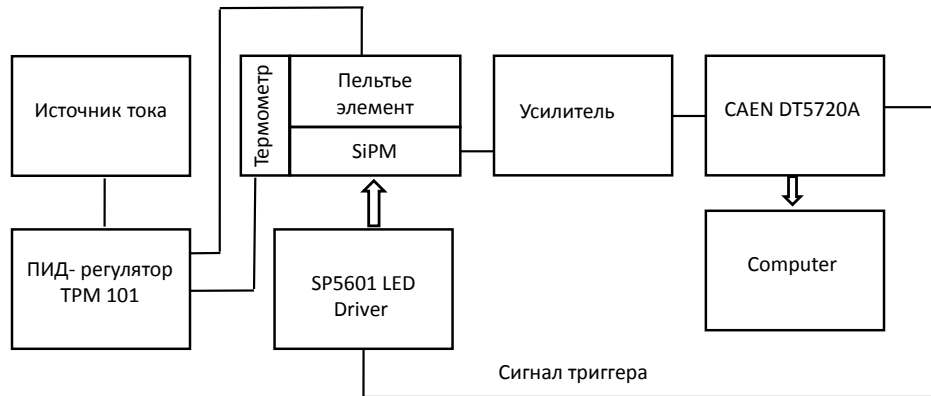 Источник тока
Термометр
Пельтье
элемент
SiPM
Усилитель
CAEN DT5720A
ПИД- регулятор
ТРМ 101
SP5601 LED
Driver
Computer
Сигнал триггера